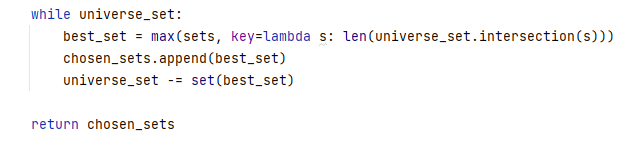 while universe_set:
    best_set = max(sets, key=lambda s: len(universe_set.intersection(s)))
    chosen_sets.append(best_set)
    universe_set -= set(best_set)
return chosen_sets